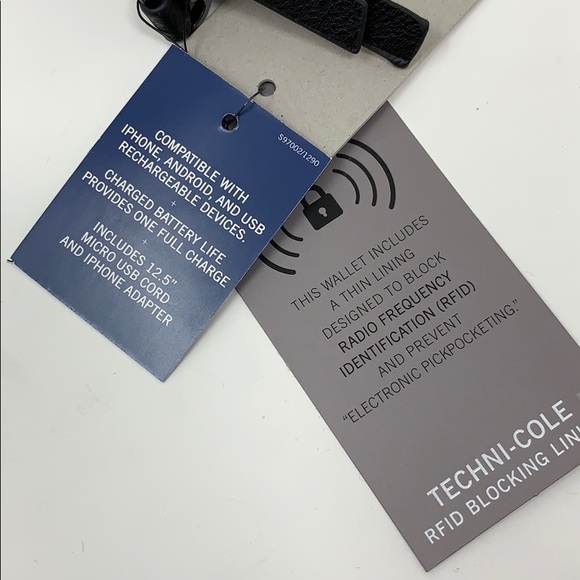 S97002/1290
COMPATIBLE WITH
IPHONE, ANDROID, AND USB
RECHARGEABLE DEVICES.
+
CHARGED BATTERY LIFE
PROVIDES ONE FULL CHARGE
+
INCLUDES 12.5"
MICRO USB CORD
AND IPHONE ADAPTER
THIS WALLET INCLUDES
A THIN LINING
DESIGNED TO BLOCK
RADIO FREQUENCY
IDENTIFICATION (RFID)
AND PREVENT
"ELECTRONIC PICKPOCKETING."
TECHNI-COLE
RFID BLOCKING LINI